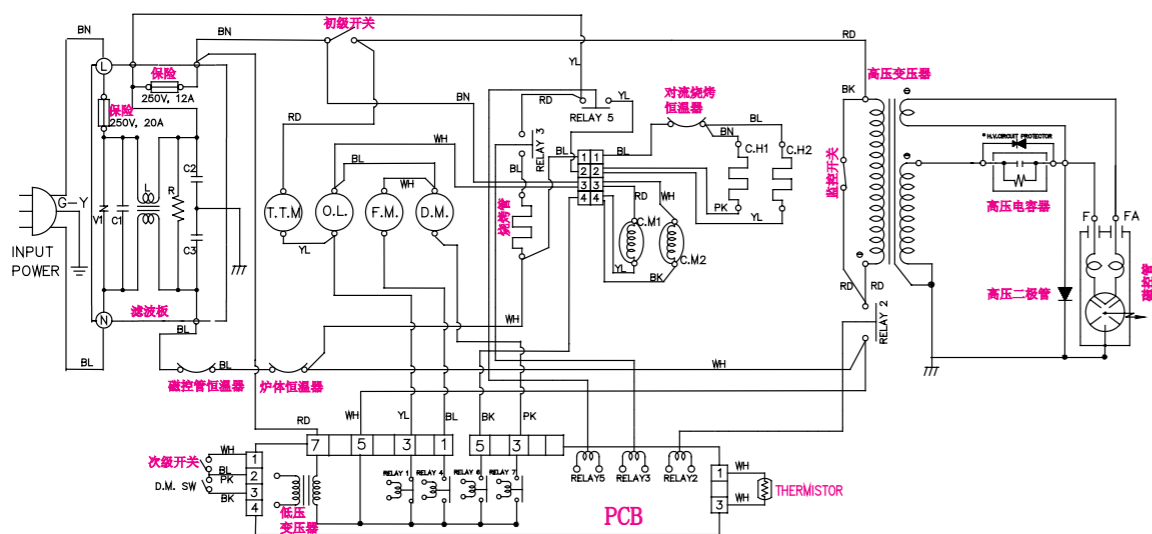 BN
BN
初级开关
RD
L
保险
250V, 12A
保险
250V, 20A
YL
高压变压器
BK
对流烧烤
恒温器
RD
YL
RELAY 5
BN
RD
RELAY 3
BL
BN
BL
C.H1
C.H2
* H.V.CIRCUIT PROTECTOR
监控开关
WH
BL
WH
BL
1 1
2 2
3 3
4 4
BL
PK
YL
高压电容器
G-Y
V1
C1
L
R
C2
C3
T.T.M
O.L.
F.M.
D.M.
YL
烧烤管
RD
WH
C.M1
C.M2
YL
BK
F
FA
磁控管
INPUT
POWER
N
滤波板
BL
BL
WH
RD
RD
RELAY 2
高压二极管
BL
磁控管恒温器
炉体恒温器
WH
RD
WH
YL
BL
BK
PK
7
5
3
1
5
3
次级开关
WH
BL
PK
BK
D.M. SW
1
2
3
4
低压
变压器
RELAY 1
RELAY 4
RELAY 6
RELAY 7
RELAY5
RELAY3
RELAY2
1
3
WH
WH
THERMISTOR
PCB